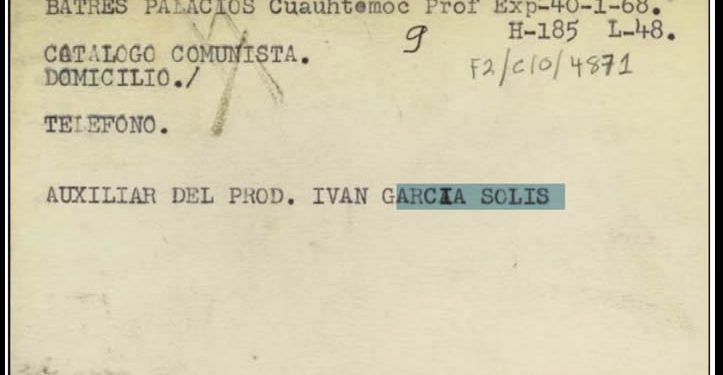 BATRES PALACIOS Cuauhtemoc Prof Exp-40-1-68.
9 H-185 L-48.
CATALOGO COMUNISTA.
F2/C10/4871
DOMICILIO./
TELEFONO.
AUXILIAR DEL PROD. IVAN GARCIA SOLIS